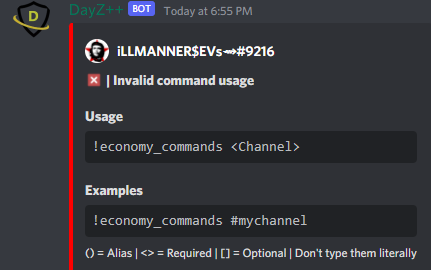 D
DayZ++ BOT Today at 6:55 PM
iLLMANNER$EVs⇝#9216
| Invalid command usage
Usage
!economy_commands <Channel>
Examples
!economy_commands #mychannel
() = Alias | <> = Required | [] = Optional | Don't type them literally